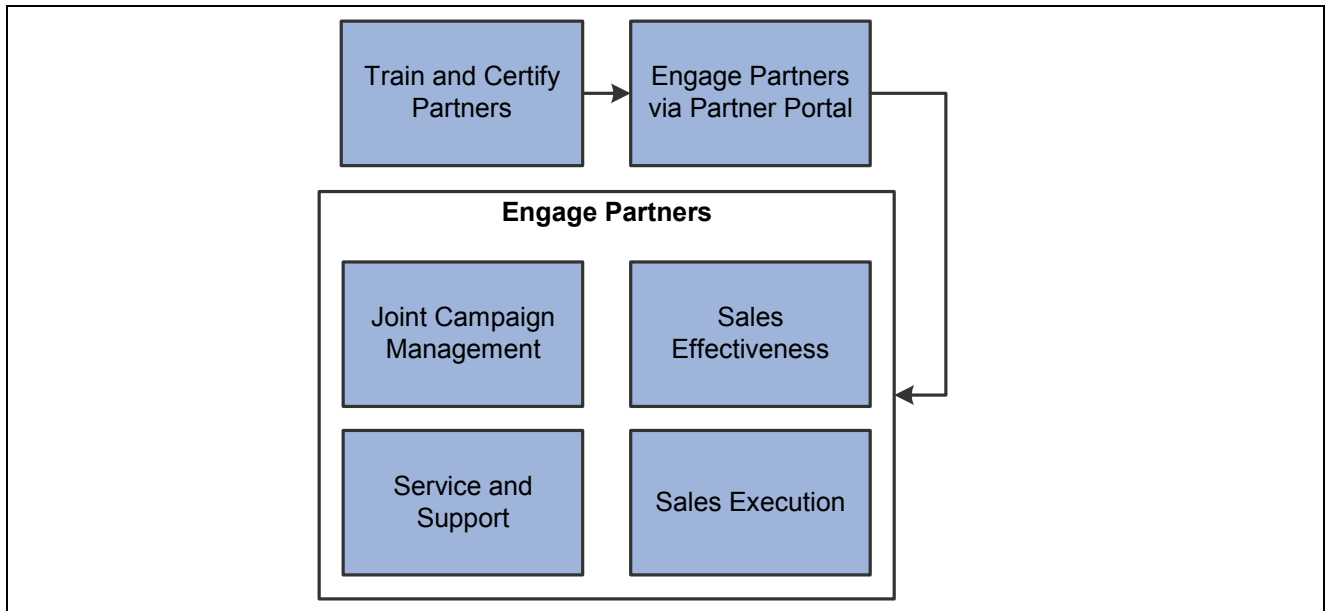 Train and Certify
Partners
Engage Partners
via Partner Portal
Engage Partners
Joint Campaign
Management
Sales
Effectiveness
Service and
Support
Sales Execution